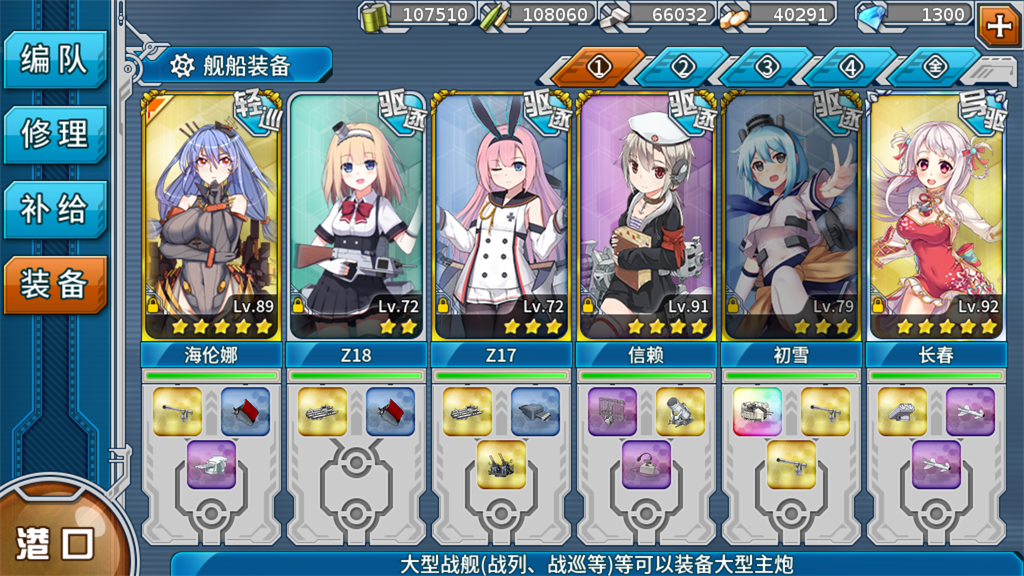 107510 108060 66032 40291 1300
编队
修理
补给
装备
港口
舰船装备
① ② ③ ④ 全
轻巡 驱逐 驱逐 驱逐 驱逐 导驱
Lv.89 Lv.72 Lv.72 Lv.91 Lv.79 Lv.92
海伦娜 Z18 Z17 信赖 初雪 长春
大型战舰(战列、战巡等)等可以装备大型主炮